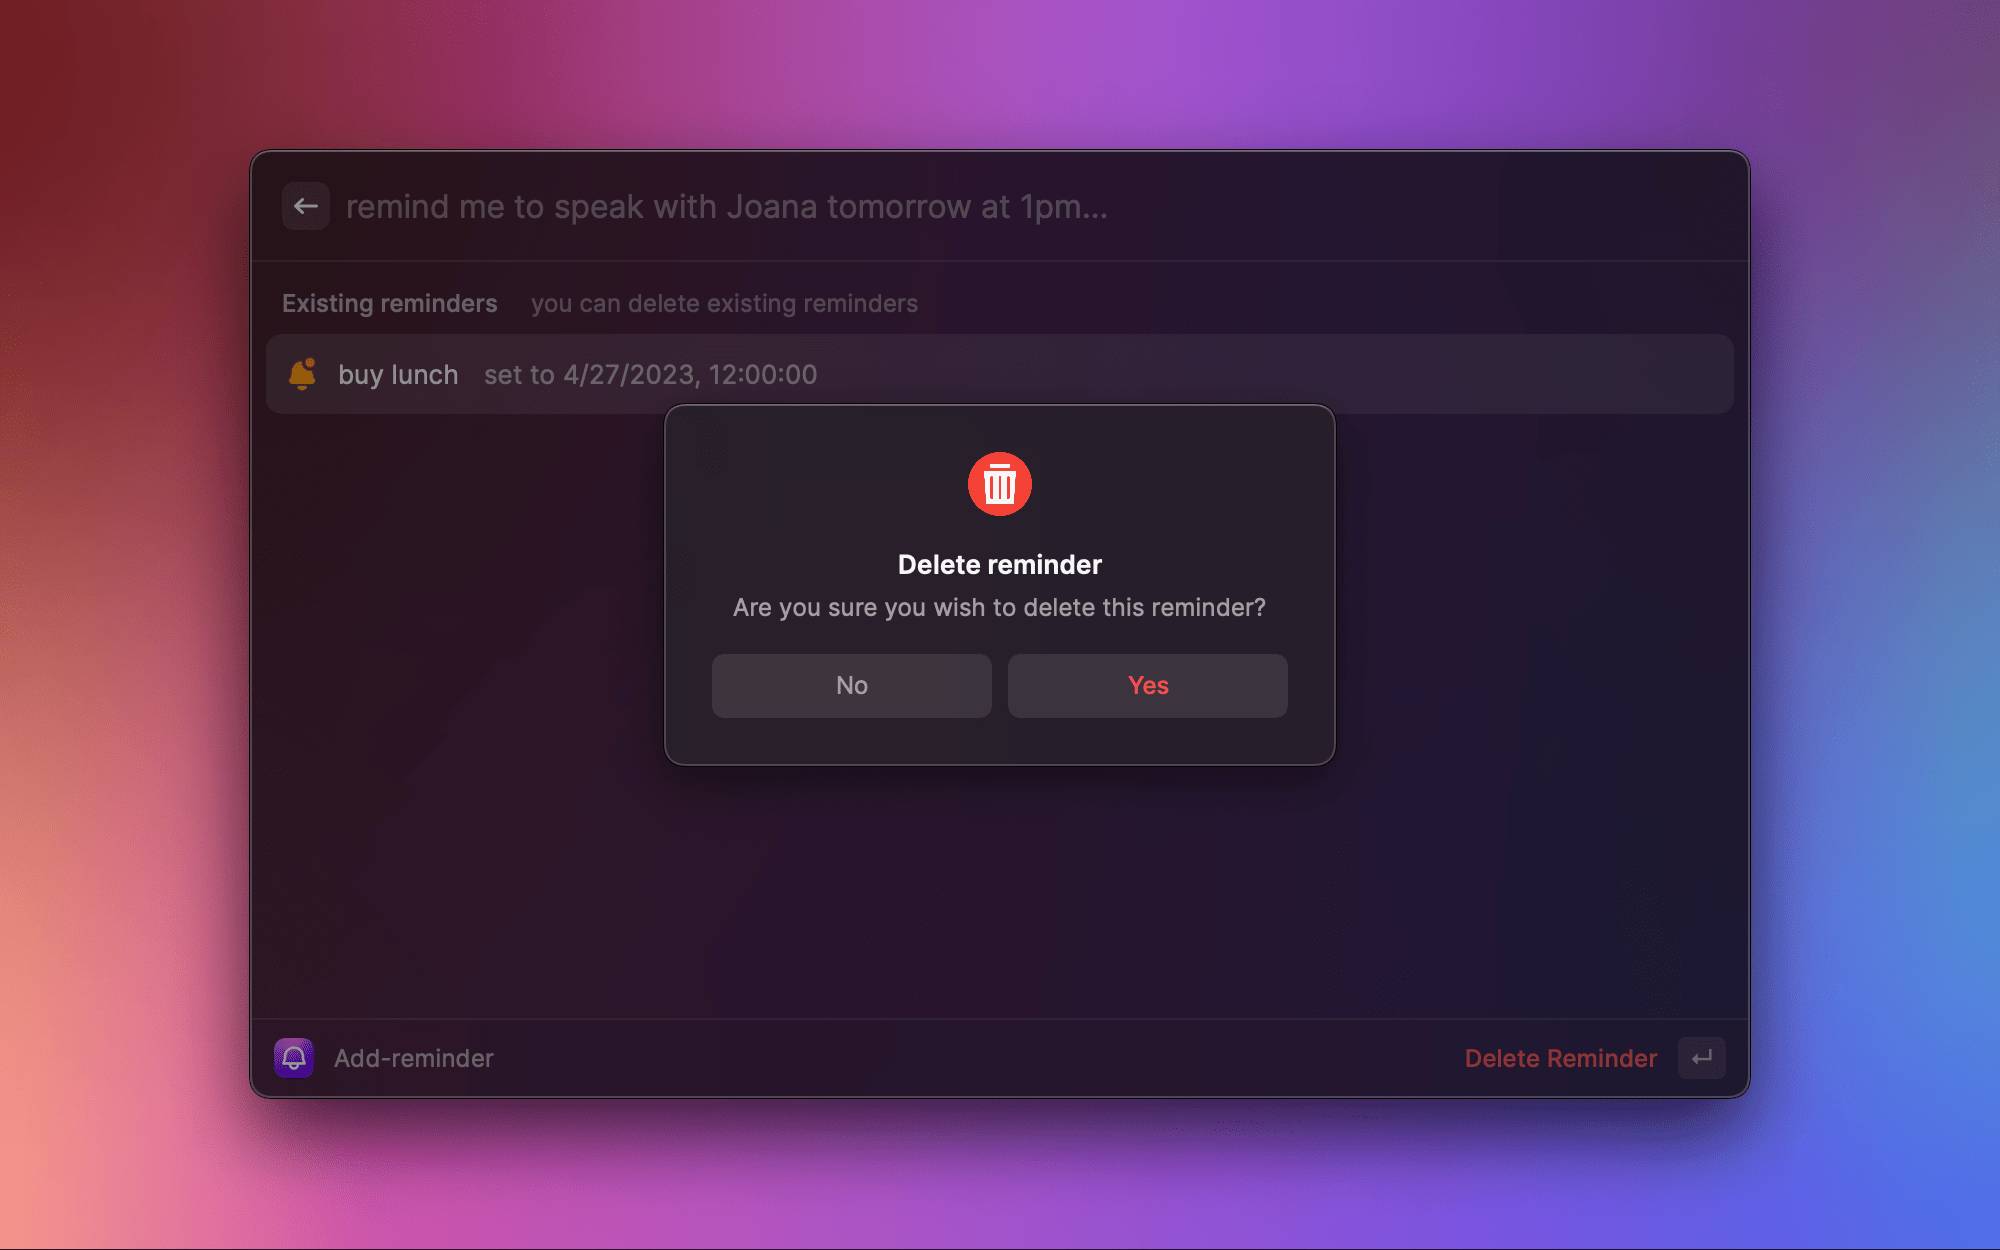 remind me to speak with Joana tomorrow at 1pm...
Existing reminders you can delete existing reminders
buy lunch set to 4/27/2023, 12:00:00
Delete reminder
Are you sure you wish to delete this reminder?
No Yes
Add-reminder Delete Reminder